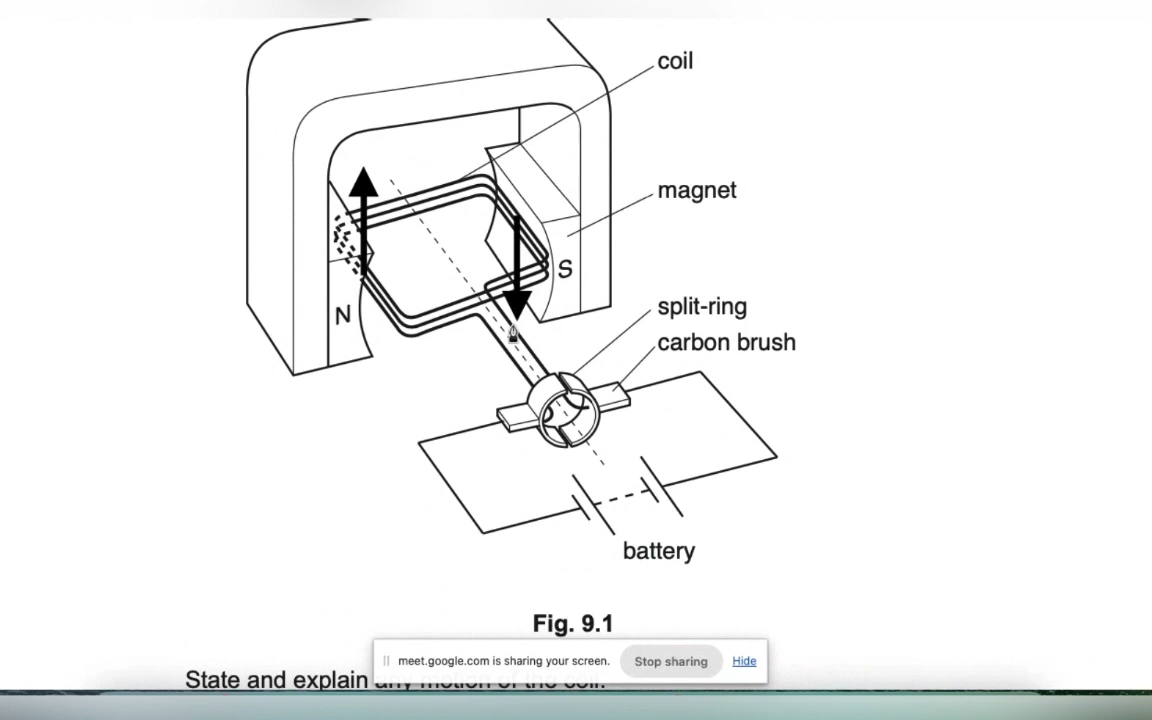 coil
magnet
S
N
split-ring
carbon brush
battery
Fig. 9.1
meet.google.com is sharing your screen.
Stop sharing
Hide
State and explain any motion of the coil.